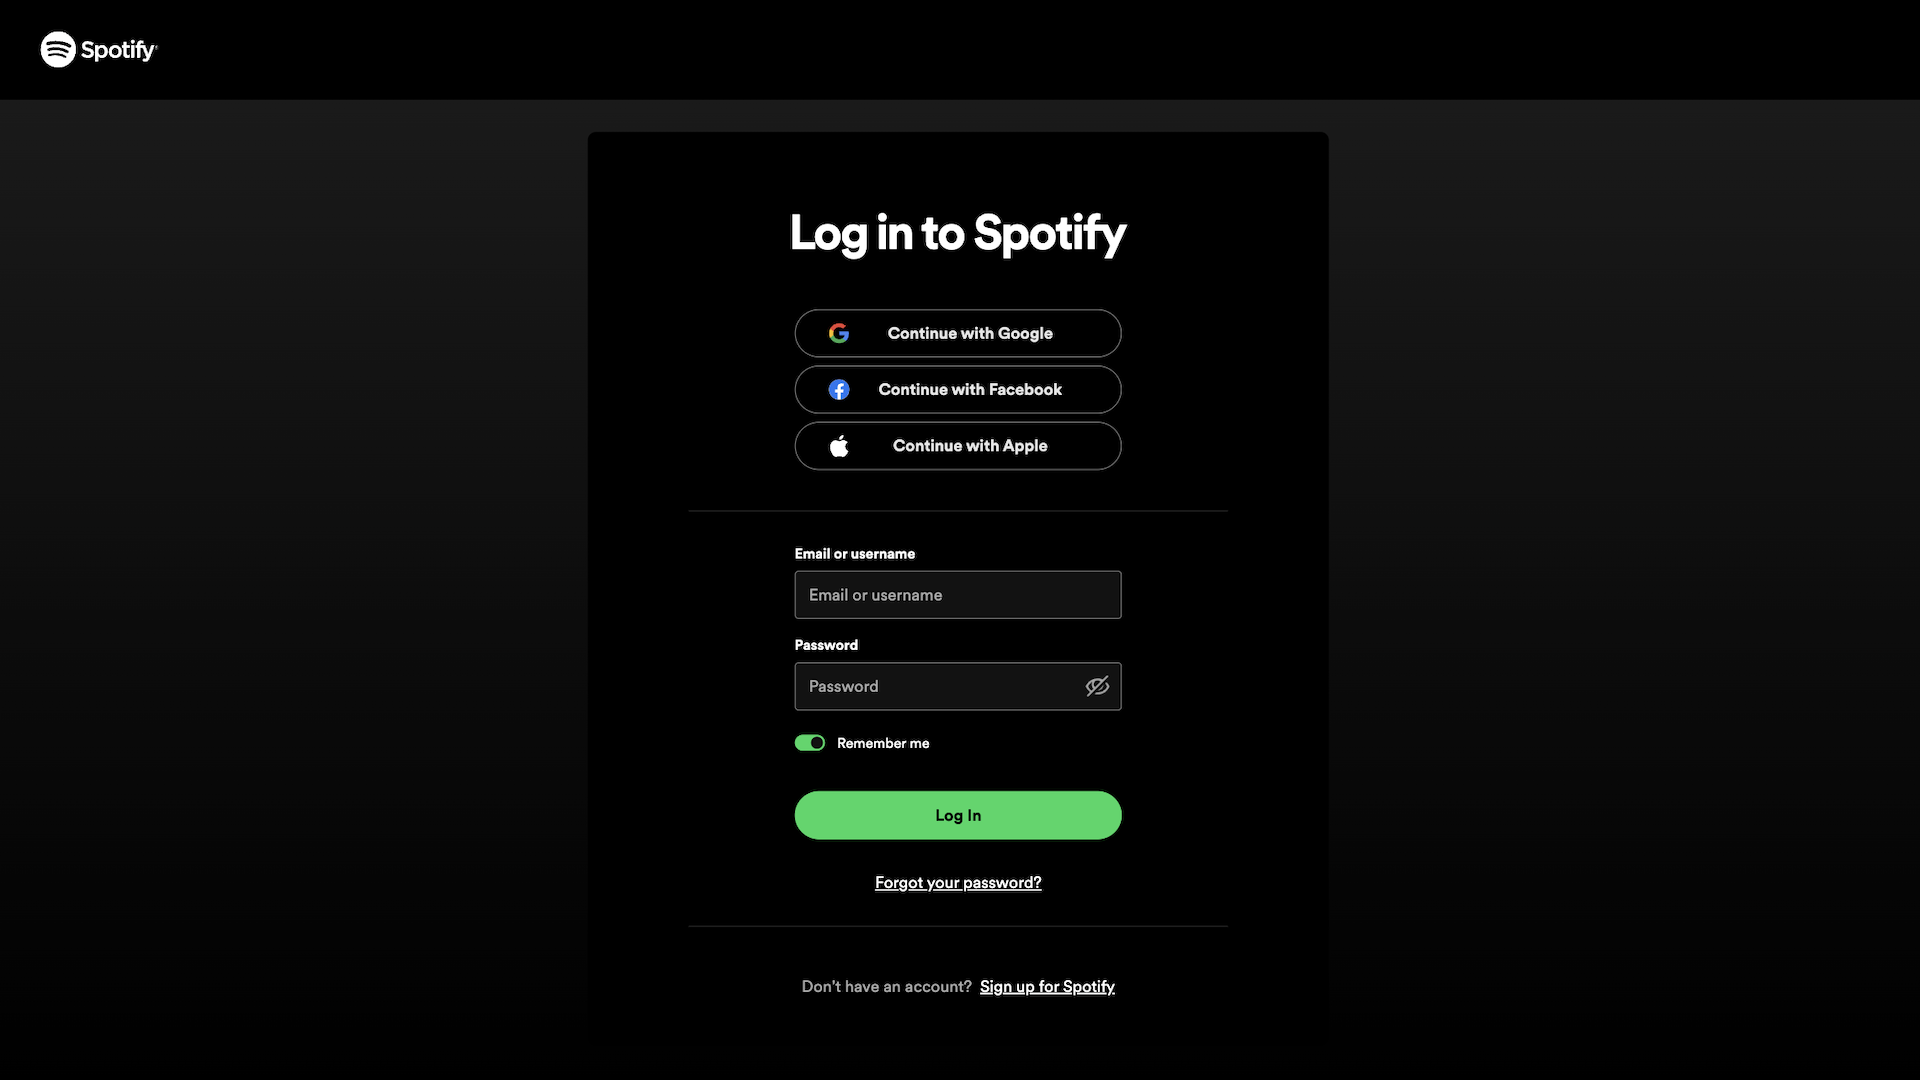 Spotify
Log in to Spotify
Continue with Google
Continue with Facebook
Continue with Apple
Email or username
Email or username
Password
Password
Remember me
Log In
Forgot your password?
Don't have an account? Sign up for Spotify